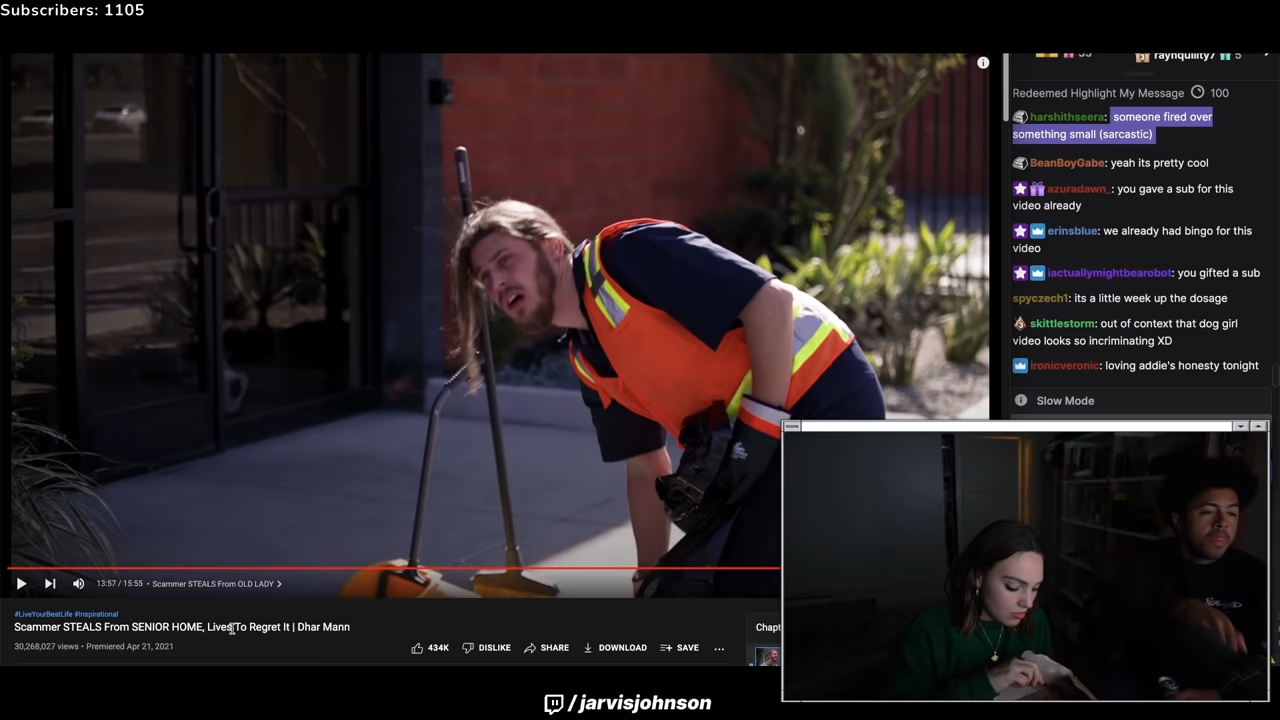 Subscribers: 1105
raynquility7 5
Redeemed Highlight My Message 100
harshithseera: someone fired over
something small (sarcastic)
BeanBoyGabe: yeah its pretty cool
azuradawn_: you gave a sub for this
video already
erinsblue: we already had bingo for this
video
iactuallymightbearobot: you gifted a sub
spyczech1: its a little week up the dosage
skittlestorm: out of context that dog girl
video looks so incriminating XD
ironicveronic: loving addie's honesty tonight
Slow Mode
13:57 / 15:55 • Scammer STEALS From OLD LADY
#LiveYourBestLife #Inspirational
Scammer STEALS From SENIOR HOME, Lives To Regret It | Dhar Mann
30,268,027 views • Premiered Apr 21, 2021
434K DISLIKE SHARE DOWNLOAD SAVE ...
Chapt
/jarvisjohnson